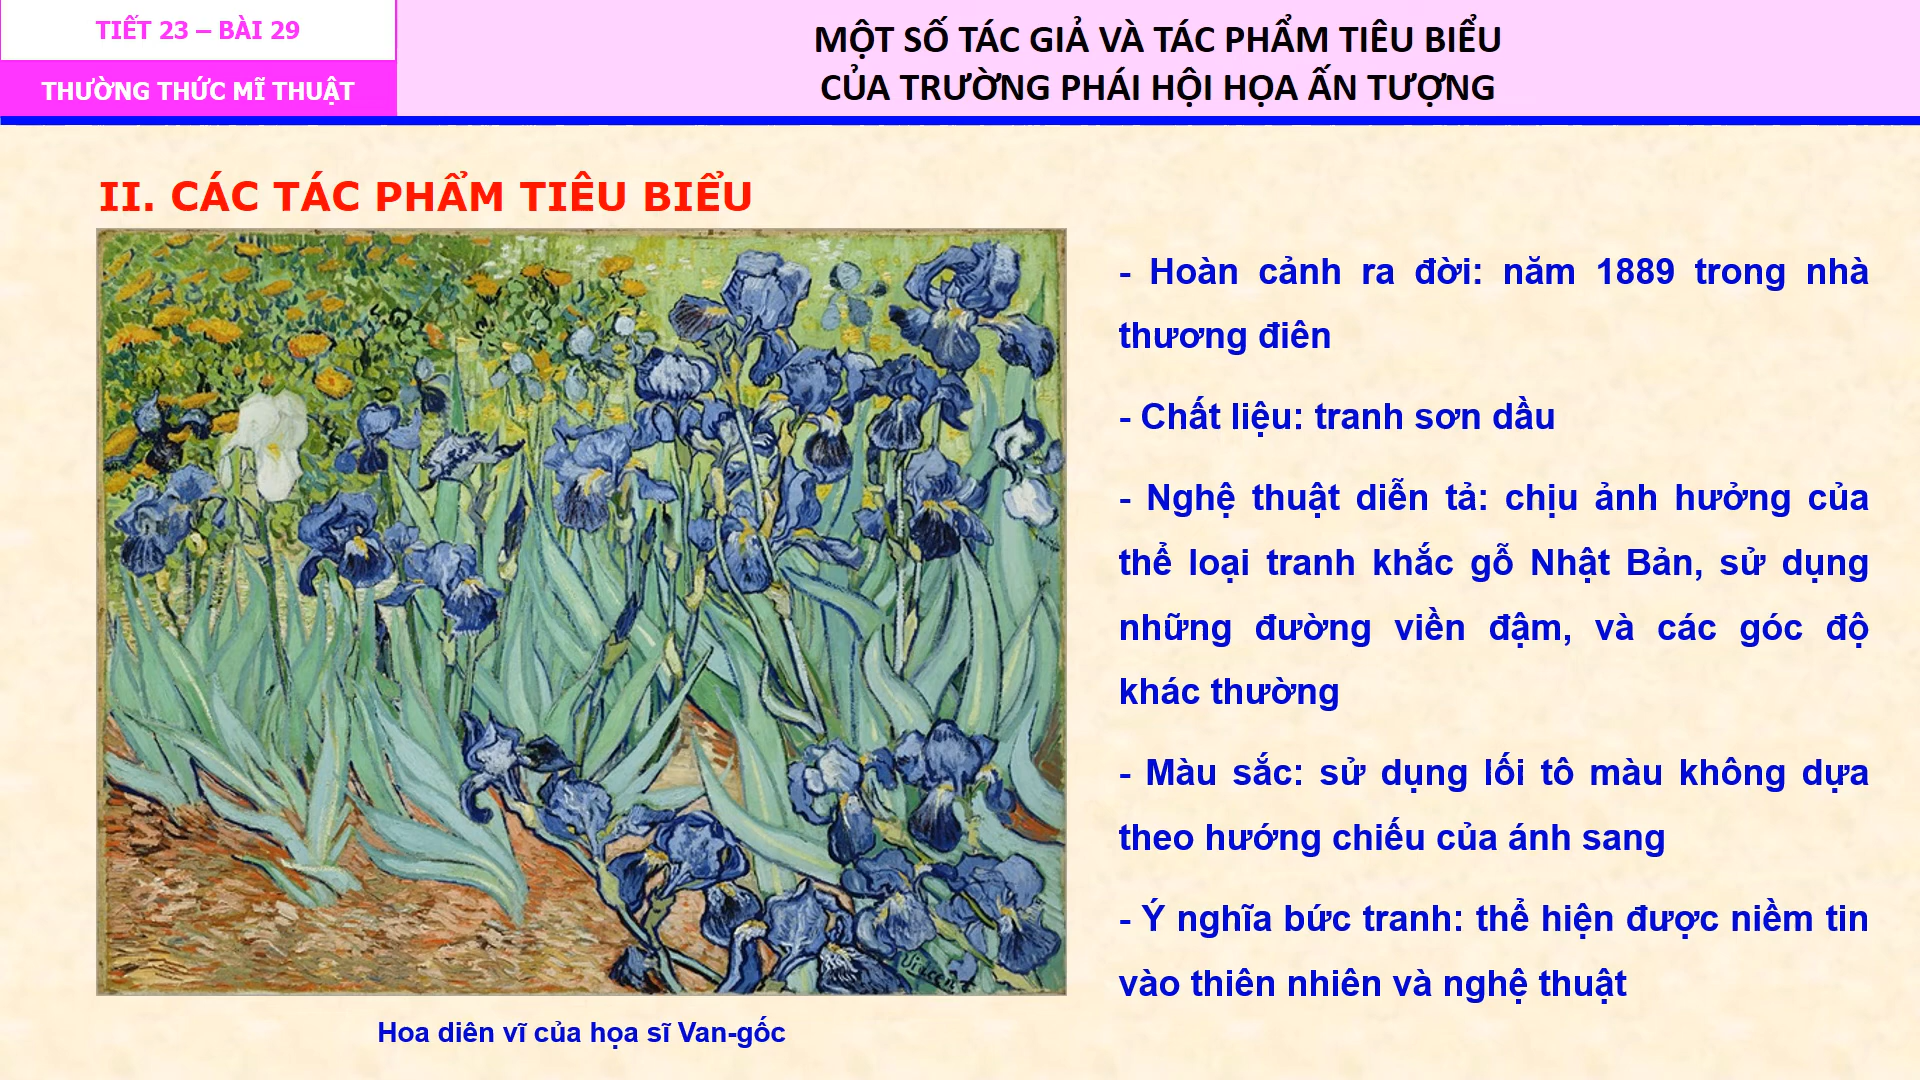 TIẾT 23 – BÀI 29
THƯỜNG THỨC MĨ THUẬT
MỘT SỐ TÁC GIẢ VÀ TÁC PHẨM TIÊU BIỂU
CỦA TRƯỜNG PHÁI HỘI HỌA ẤN TƯỢNG
II. CÁC TÁC PHẨM TIÊU BIỂU
- Hoàn cảnh ra đời: năm 1889 trong nhà
thương điên
- Chất liệu: tranh sơn dầu
- Nghệ thuật diễn tả: chịu ảnh hưởng của
thể loại tranh khắc gỗ Nhật Bản, sử dụng
những đường viền đậm, và các góc độ
khác thường
- Màu sắc: sử dụng lối tô màu không dựa
theo hướng chiếu của ánh sang
- Ý nghĩa bức tranh: thể hiện được niềm tin
vào thiên nhiên và nghệ thuật
Vincent
Hoa diên vĩ của họa sĩ Van-gốc